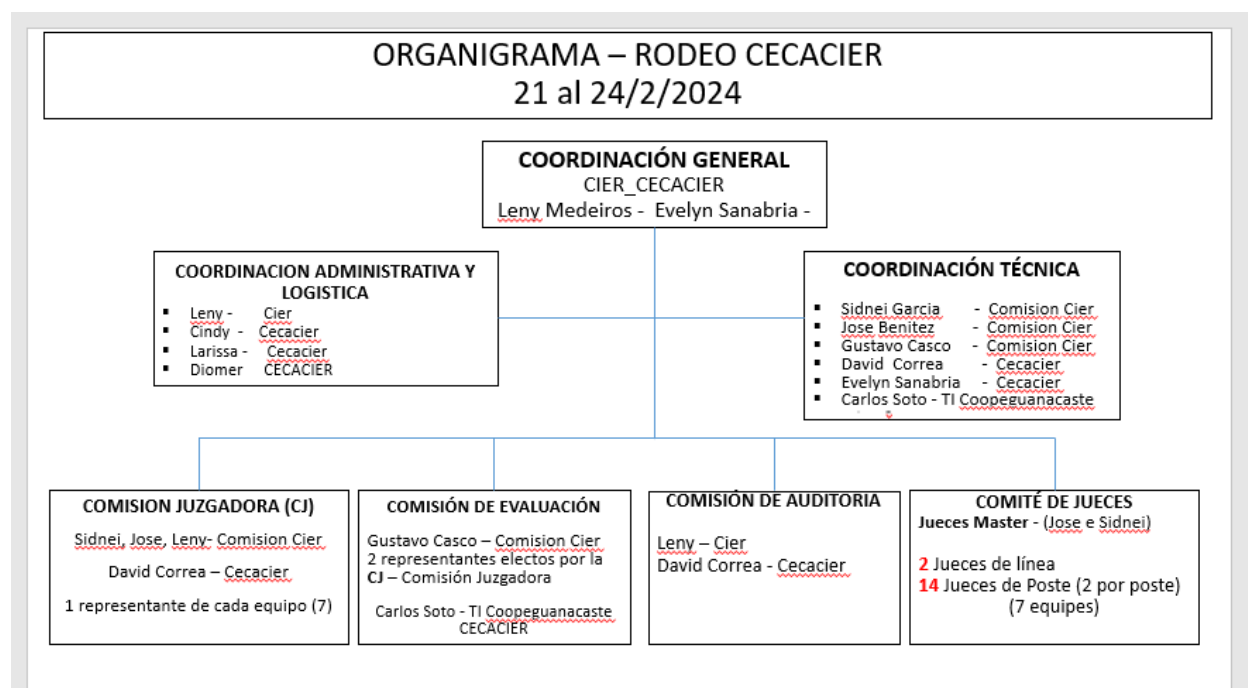 ORGANIGRAMA – RODEO CECACIER
21 al 24/2/2024
COORDINACIÓN GENERAL
CIER_CECACIER
Leny Medeiros - Evelyn Sanabria -
COORDINACION ADMINISTRATIVA Y
LOGISTICA
▪ Leny - Cier
▪ Cindy - Cecacier
▪ Larissa - Cecacier
▪ Diomer CECACIER
COORDINACIÓN TÉCNICA
▪ Sidnei Garcia - Comision Cier
▪ Jose Benitez - Comision Cier
▪ Gustavo Casco - Comision Cier
▪ David Correa - Cecacier
▪ Evelyn Sanabria - Cecacier
▪ Carlos Soto - TI Coopeguanacaste
COMISION JUZGADORA (CJ)
Sidnei, Jose, Leny- Comision Cier
David Correa – Cecacier
1 representante de cada equipo (7)
COMISIÓN DE EVALUACIÓN
Gustavo Casco – Comision Cier
2 representantes electos por la
CJ – Comisión Juzgadora
Carlos Soto - TI Coopeguanacaste
CECACIER
COMISIÓN DE AUDITORIA
Leny – Cier
David Correa - Cecacier
COMITÉ DE JUECES
Jueces Master - (Jose e Sidnei)
2 Jueces de línea
14 Jueces de Poste (2 por poste)
(7 equipes)